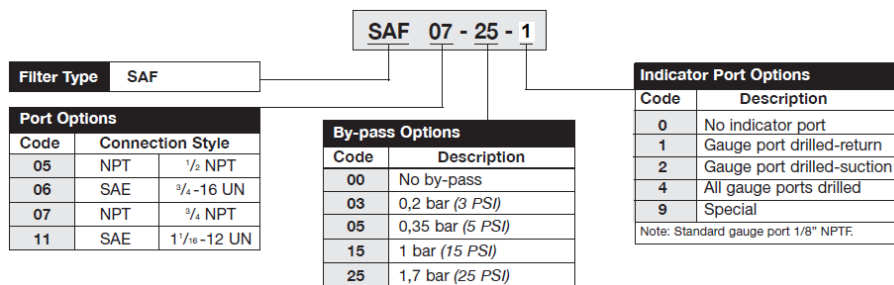 SAF 07 - 25 - 1
Filter Type SAF
Port Options
Code Connection Style
05 NPT 1/2 NPT
06 SAE 3/4 -16 UN
07 NPT 3/4 NPT
11 SAE 1 1/16 -12 UN
By-pass Options
Code Description
00 No by-pass
03 0,2 bar (3 PSI)
05 0,35 bar (5 PSI)
15 1 bar (15 PSI)
25 1,7 bar (25 PSI)
Indicator Port Options
Code Description
0 No indicator port
1 Gauge port drilled-return
2 Gauge port drilled-suction
4 All gauge ports drilled
9 Special
Note: Standard gauge port 1/8" NPTF.